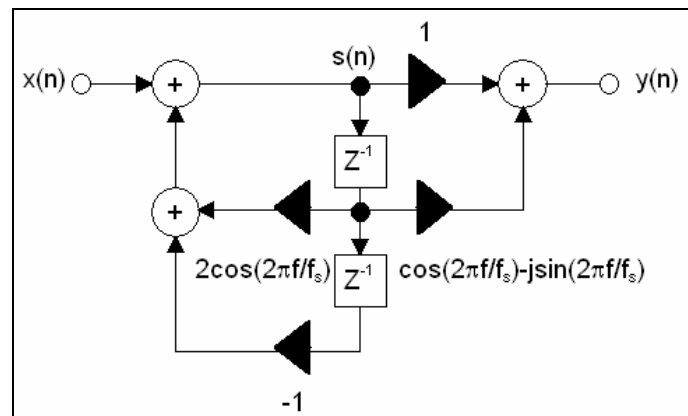 1
s(n)
x(n)
+
+
y(n)
Z⁻¹
+
2cos(2πf/fₛ)
Z⁻¹
cos(2πf/fₛ)-jsin(2πf/fₛ)
-1